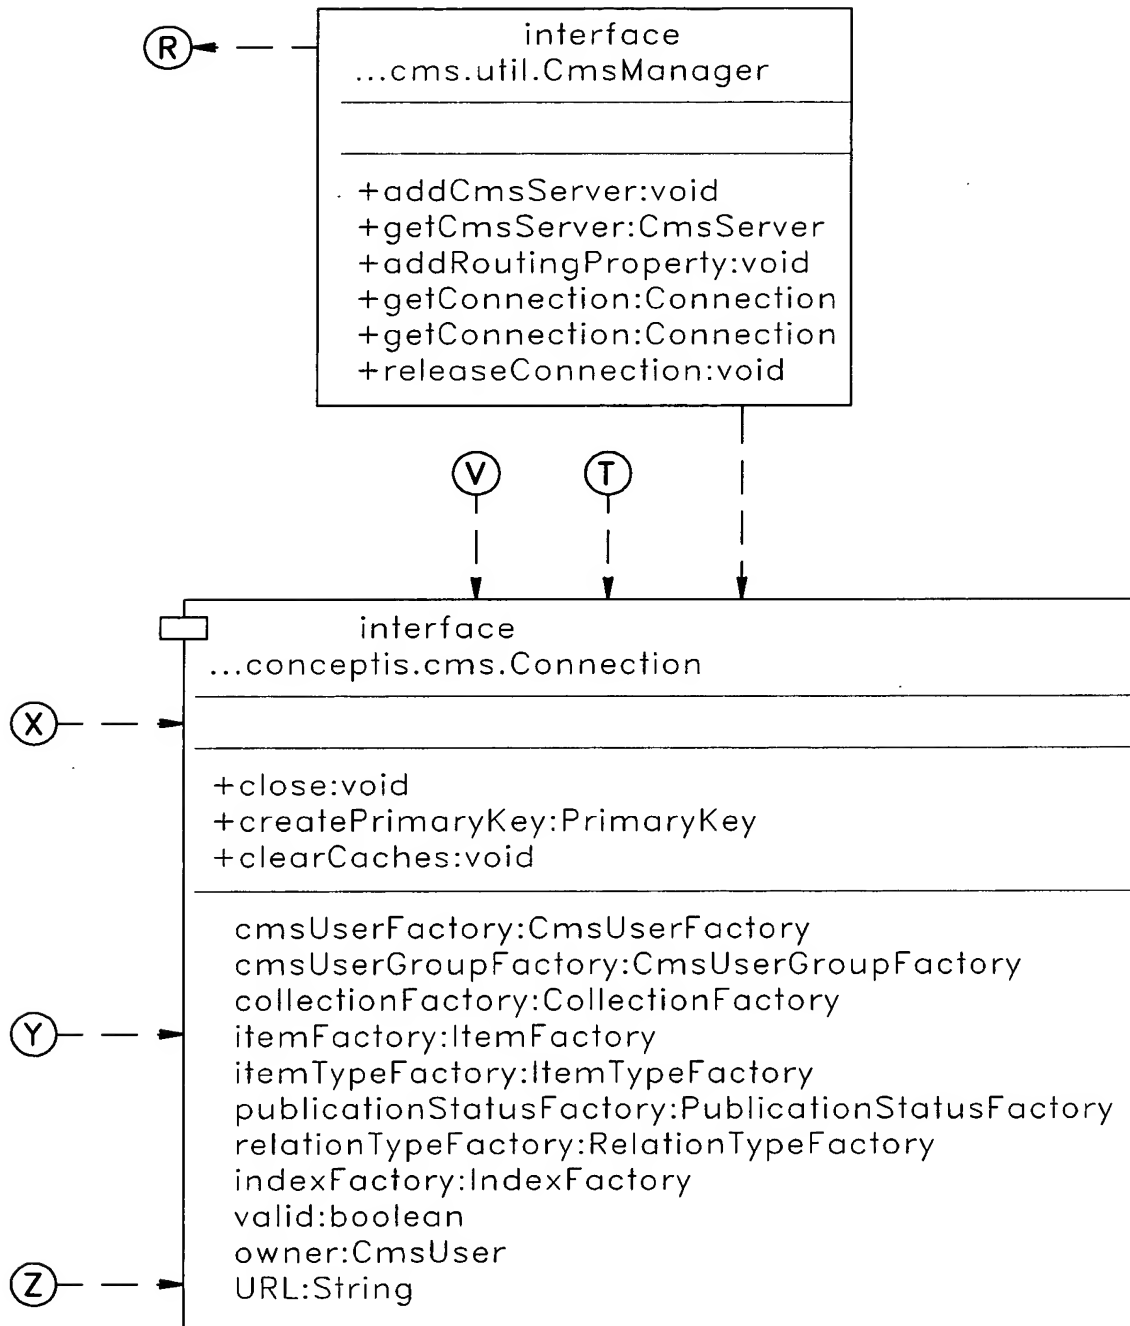 R
interface
...cms.util.CmsManager
+addCmsServer:void
+getCmsServer:CmsServer
+addRoutingProperty:void
+getConnection:Connection
+getConnection:Connection
+releaseConnection:void
V
T
interface
...conceptis.cms.Connection
X
+close:void
+createPrimaryKey:PrimaryKey
+clearCaches:void
cmsUserFactory:CmsUserFactory
cmsUserGroupFactory:CmsUserGroupFactory
collectionFactory:CollectionFactory
Y
itemFactory:ItemFactory
itemTypeFactory:ItemTypeFactory
publicationStatusFactory:PublicationStatusFactory
relationTypeFactory:RelationTypeFactory
indexFactory:IndexFactory
valid:boolean
owner:CmsUser
Z
URL:String